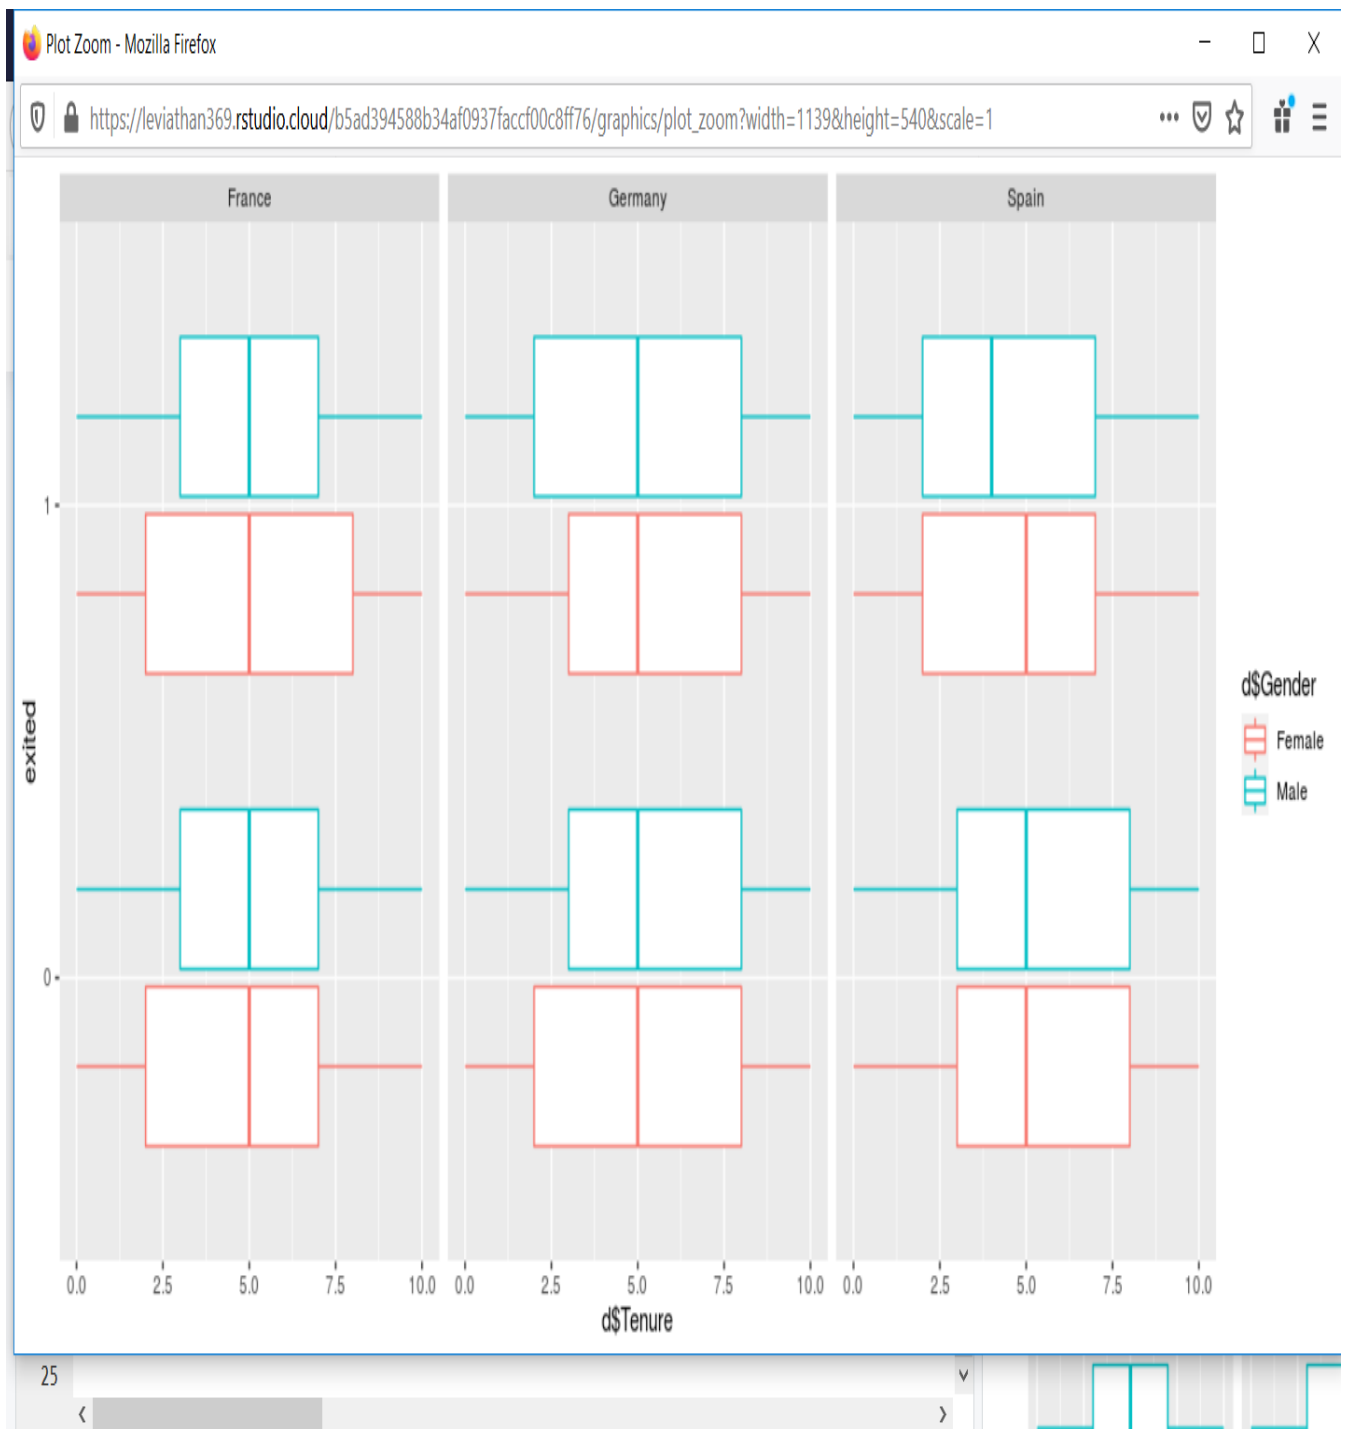 Plot Zoom - Mozilla Firefox
https://leviathan369.rstudio.cloud/b5ad394588b34af0937faccf00c8ff76/graphics/plot_zoom?width=1139&height=540&scale=1
France Germany Spain
1
exited
0
d$Gender
Female
Male
0.0 2.5 5.0 7.5 10.0 0.0 2.5 5.0 7.5 10.0 0.0 2.5 5.0 7.5 10.0
d$Tenure
25